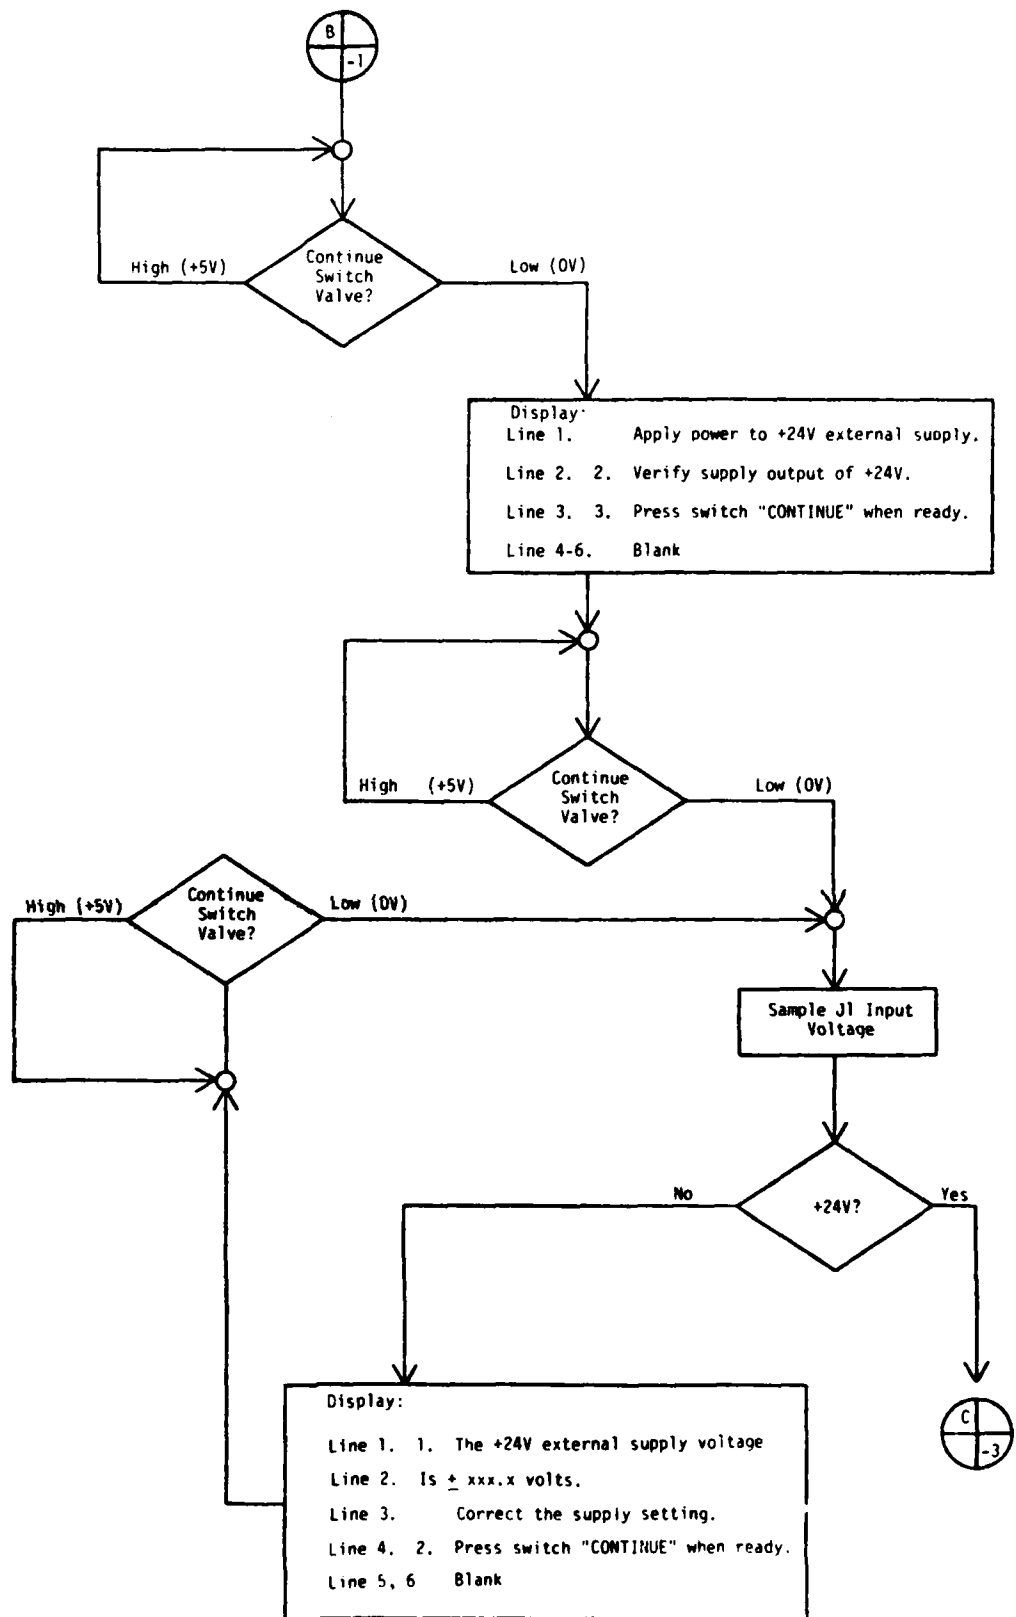 B
-1
Continue
Switch
Valve?
High (+5V)
Low (0V)
Display:
Line 1. Apply power to +24V external supply.
Line 2. 2. Verify supply output of +24V.
Line 3. 3. Press switch "CONTINUE" when ready.
Line 4-6. Blank
Continue
Switch
Valve?
High (+5V)
Low (0V)
Continue
Switch
Valve?
High (+5V)
Low (0V)
Sample J1 Input
Voltage
+24V?
No
Yes
C
-3
Display:
Line 1. 1. The +24V external supply voltage
Line 2. Is ± xxx.x volts.
Line 3. Correct the supply setting.
Line 4. 2. Press switch "CONTINUE" when ready.
Line 5, 6 Blank